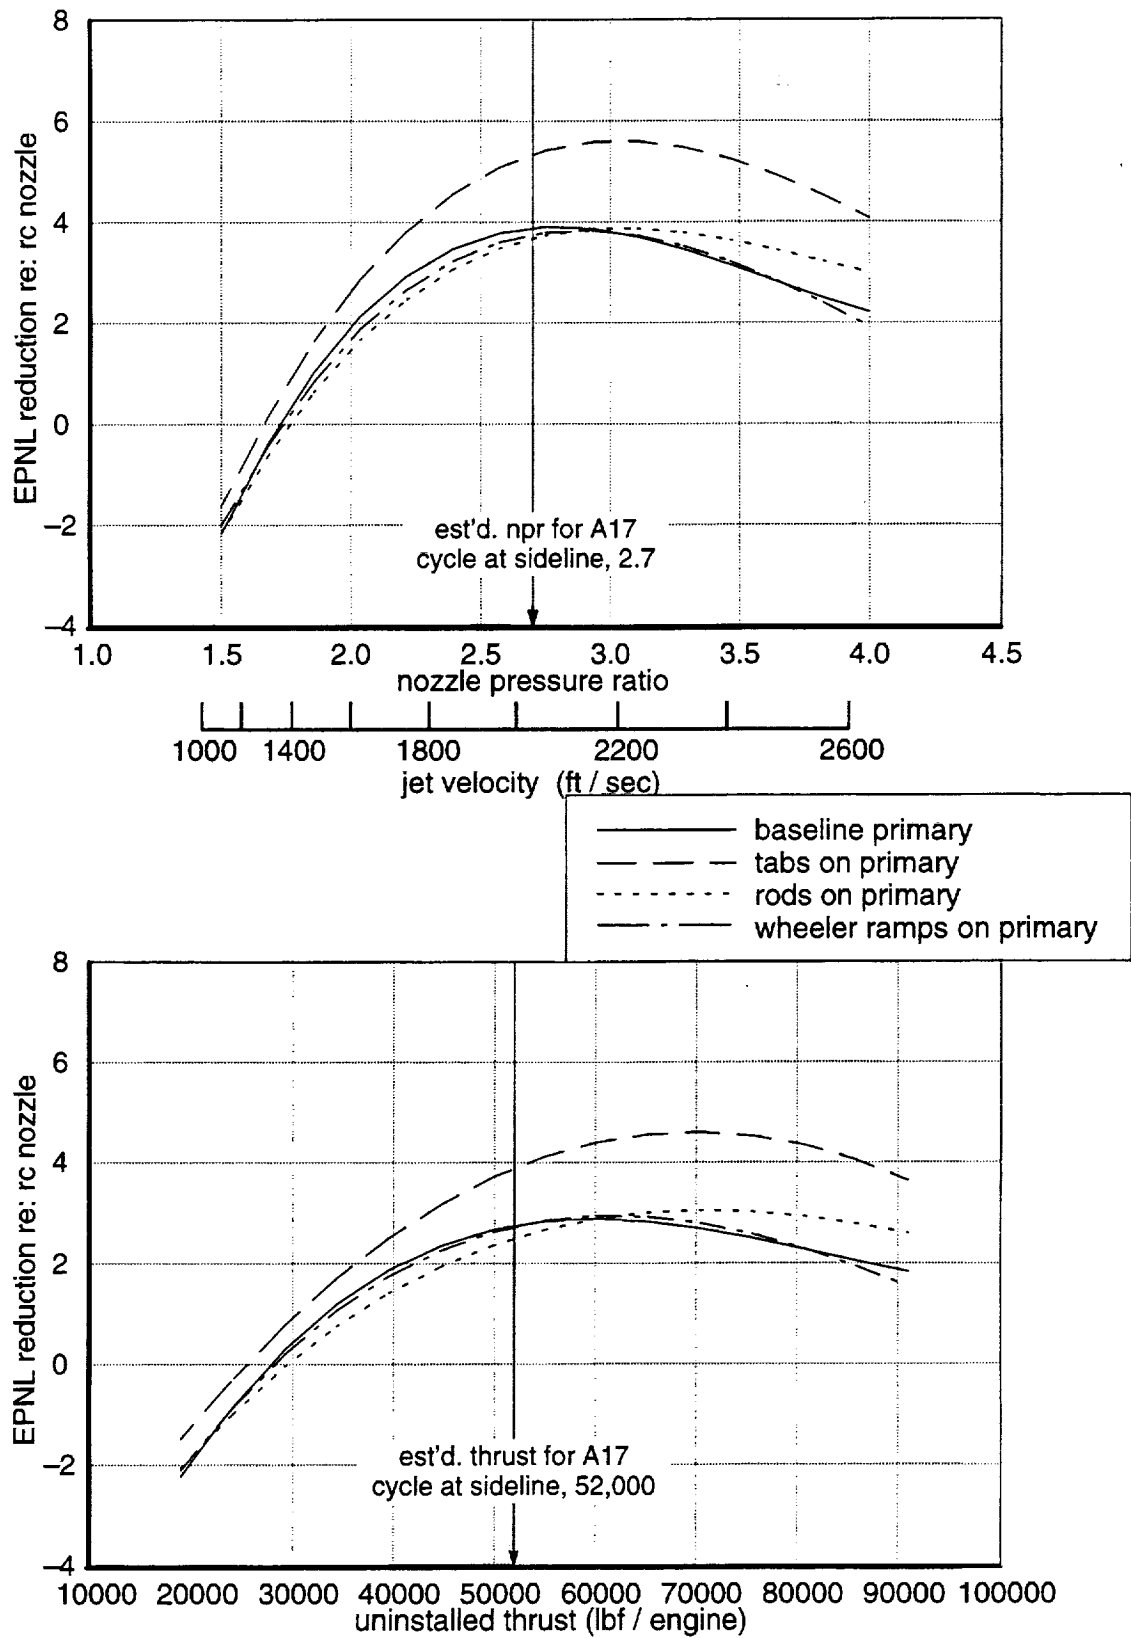 8
6
4
2
0
−2
−4
EPNL reduction re: rc nozzle
est'd. npr for A17
cycle at sideline, 2.7
1.0 1.5 2.0 2.5 3.0 3.5 4.0 4.5
nozzle pressure ratio
1000 1400 1800 2200 2600
jet velocity (ft / sec)
baseline primary
tabs on primary
rods on primary
wheeler ramps on primary
8
6
4
2
0
−2
−4
EPNL reduction re: rc nozzle
est'd. thrust for A17
cycle at sideline, 52,000
10000 20000 30000 40000 50000 60000 70000 80000 90000 100000
uninstalled thrust (lbf / engine)